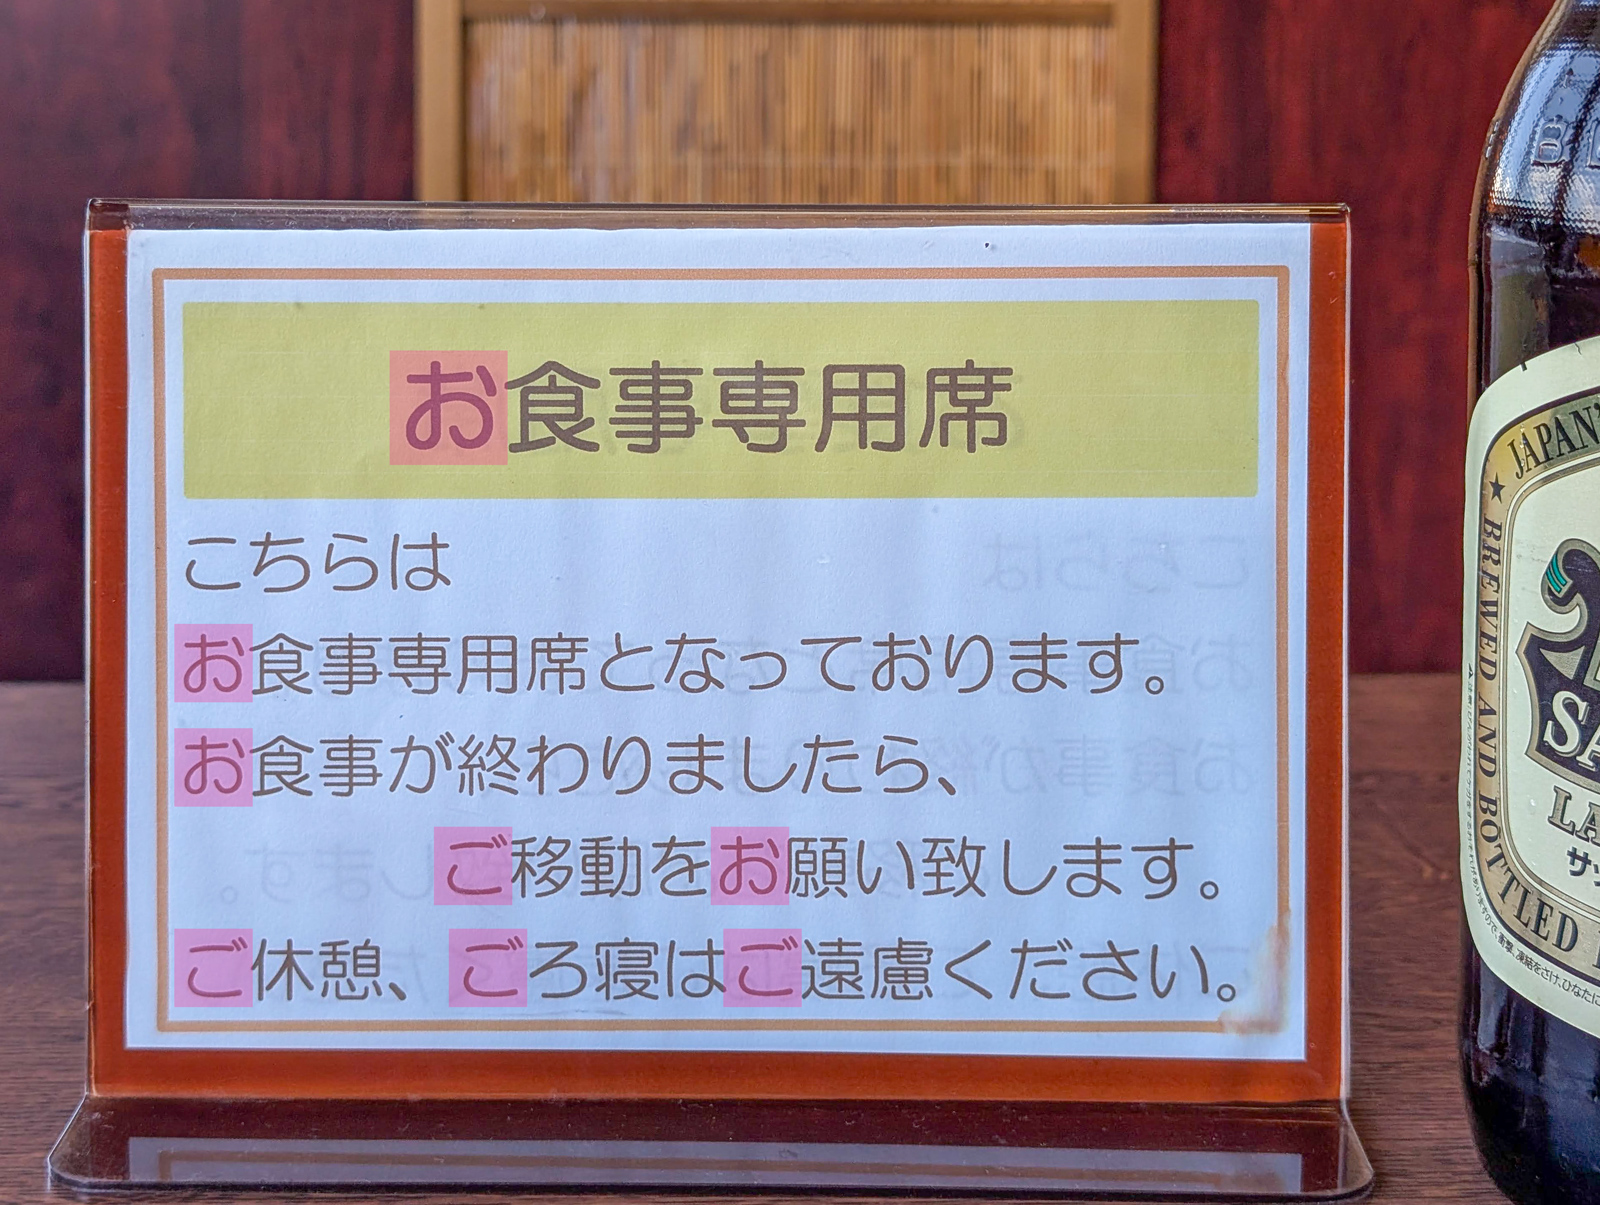 お食事専用席
こちらは
お食事専用席となっております。
お食事が終わりましたら、
ご移動をお願い致します。
ご休憩、ごろ寝はご遠慮ください。
JAPAN'
★ BREWED AND BOTTLED
SA
LA
サッ